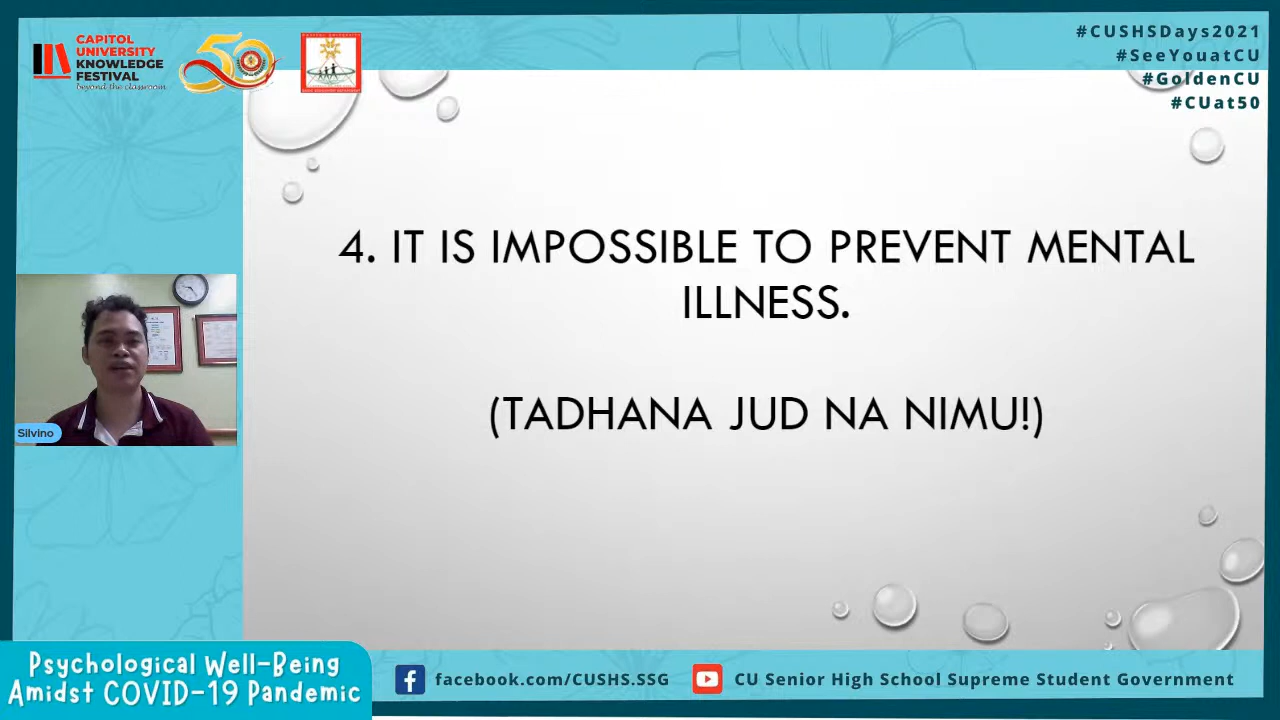 CAPITOL
UNIVERSITY
KNOWLEDGE
FESTIVAL
beyond the classroom
50
#CUSHSDays2021
#SeeYouatCU
#GoldenCU
#CUat50
4. IT IS IMPOSSIBLE TO PREVENT MENTAL
ILLNESS.
(TADHANA JUD NA NIMU!)
Silvino
Psychological Well-Being
Amidst COVID-19 Pandemic
facebook.com/CUSHS.SSG
CU Senior High School Supreme Student Government